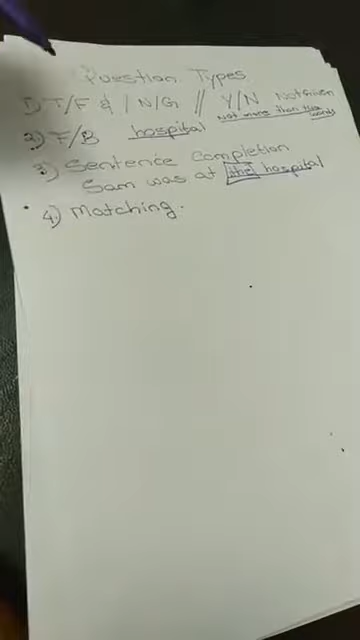 Question Types
1) T/F & | N/G // Y/N Not Given
Not more than two words
2) F/B hospital
3) Sentence Completion
Sam was at the hospital
4) Matching.